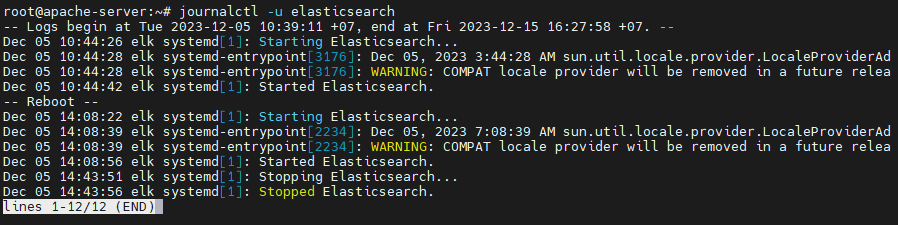 root@apache-server:~# journalctl -u elasticsearch
-- Logs begin at Tue 2023-12-05 10:39:11 +07, end at Fri 2023-12-15 16:27:58 +07. --
Dec 05 10:44:26 elk systemd[1]: Starting Elasticsearch...
Dec 05 10:44:28 elk systemd-entrypoint[3176]: Dec 05, 2023 3:44:28 AM sun.util.locale.provider.LocaleProviderAd
Dec 05 10:44:28 elk systemd-entrypoint[3176]: WARNING: COMPAT locale provider will be removed in a future relea
Dec 05 10:44:42 elk systemd[1]: Started Elasticsearch.
-- Reboot --
Dec 05 14:08:22 elk systemd[1]: Starting Elasticsearch...
Dec 05 14:08:39 elk systemd-entrypoint[2234]: Dec 05, 2023 7:08:39 AM sun.util.locale.provider.LocaleProviderAd
Dec 05 14:08:39 elk systemd-entrypoint[2234]: WARNING: COMPAT locale provider will be removed in a future relea
Dec 05 14:08:56 elk systemd[1]: Started Elasticsearch.
Dec 05 14:43:51 elk systemd[1]: Stopping Elasticsearch...
Dec 05 14:43:56 elk systemd[1]: Stopped Elasticsearch.
lines 1-12/12 (END)